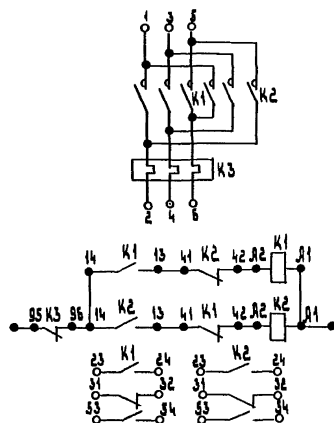 1 3 5
K1 K2
K3
2 4 6
14 K1 13 41 K2 42 A2 K1 A1
95 K3 96 14 K2 13 41 K1 42 A2 K2 A1
23 K1 24 23 K2 24
31 32 31 32
53 54 53 54